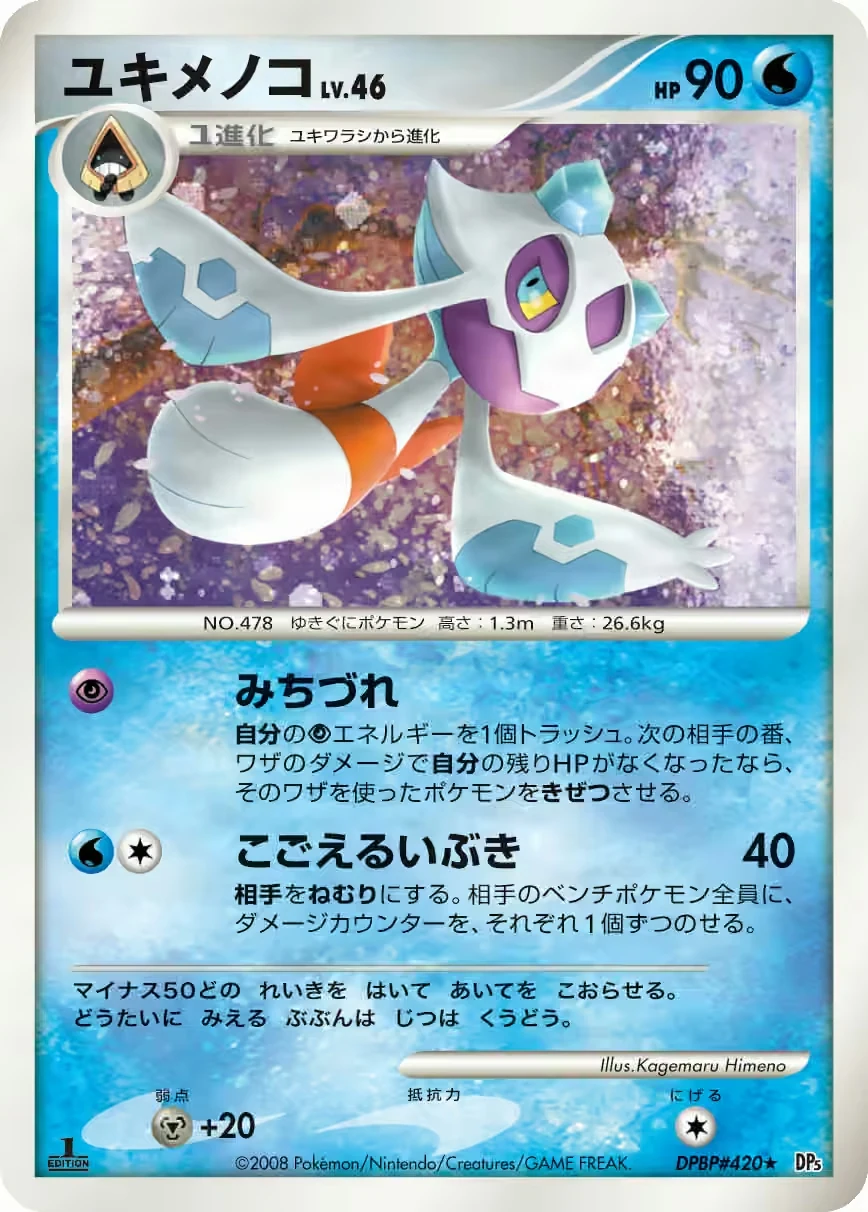 ユキメノコ LV.46 HP 90
1進化 ユキワラシから進化
NO.478 ゆきぐにポケモン 高さ：1.3m 重さ：26.6kg
みちづれ
自分のエネルギーを1個トラッシュ。次の相手の番、
ワザのダメージで自分の残りHPがなくなったなら、
そのワザを使ったポケモンをきぜつさせる。
こごえるいぶき 40
相手をねむりにする。相手のベンチポケモン全員に、
ダメージカウンターを、それぞれ1個ずつのせる。
マイナス50どの れいきを はいて あいてを こおらせる。
どうたいに みえる ぶぶんは じつは くうどう。
Illus.Kagemaru Himeno
弱点 抵抗力 にげる
+20
1 EDITION
©2008 Pokémon/Nintendo/Creatures/GAME FREAK. DPBP#420★ DP5